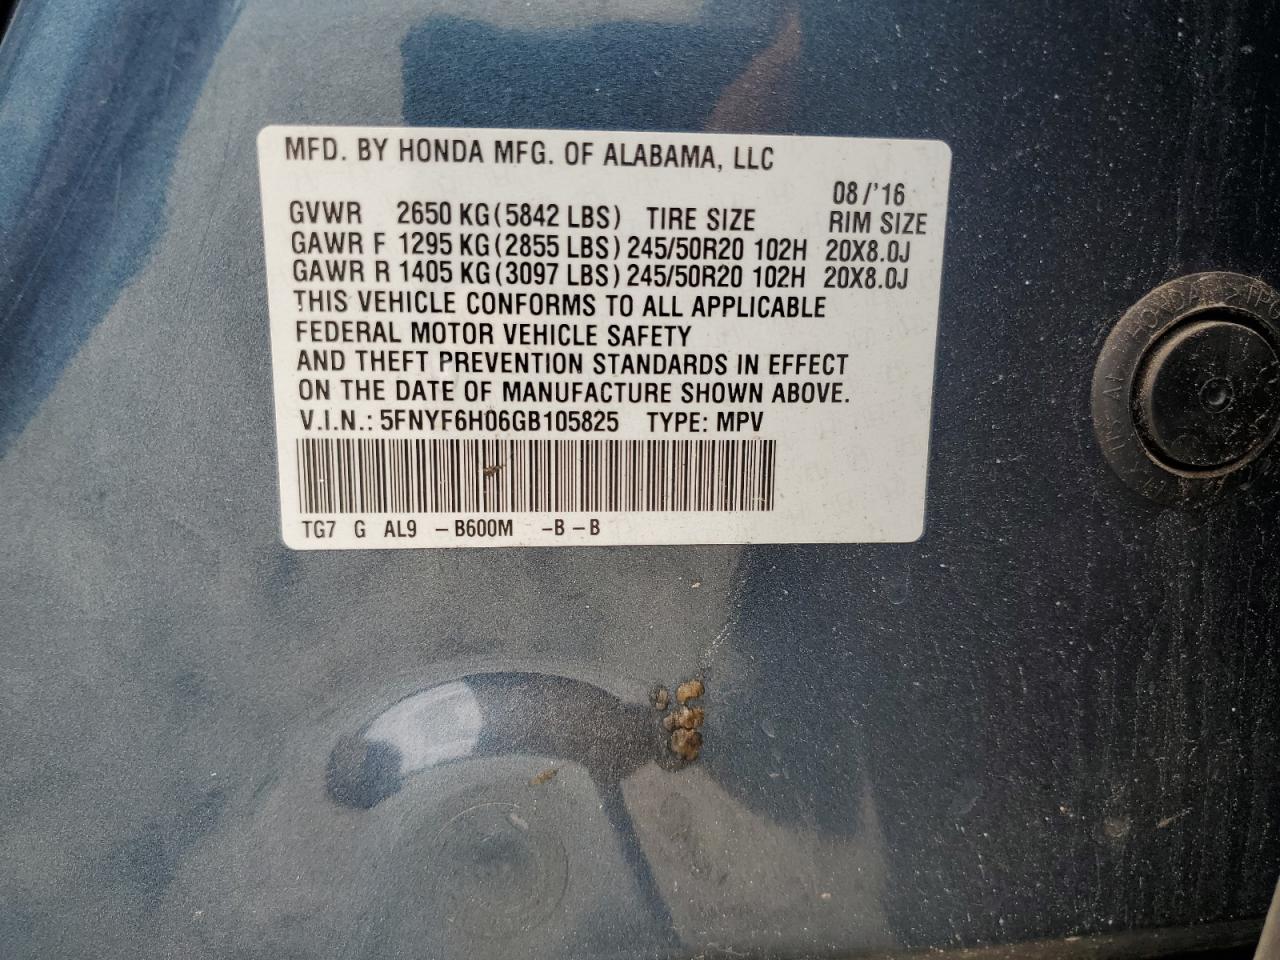 MFD. BY HONDA MFG. OF ALABAMA, LLC
08/'16
GVWR 2650 KG(5842 LBS) TIRE SIZE RIM SIZE
GAWR F 1295 KG(2855 LBS) 245/50R20 102H 20X8.0J
GAWR R 1405 KG(3097 LBS) 245/50R20 102H 20X8.0J
THIS VEHICLE CONFORMS TO ALL APPLICABLE
FEDERAL MOTOR VEHICLE SAFETY
AND THEFT PREVENTION STANDARDS IN EFFECT
ON THE DATE OF MANUFACTURE SHOWN ABOVE.
V.I.N.: 5FNYF6H06GB105825 TYPE: MPV
TG7 G AL9 -B600M -B-B
HONDA